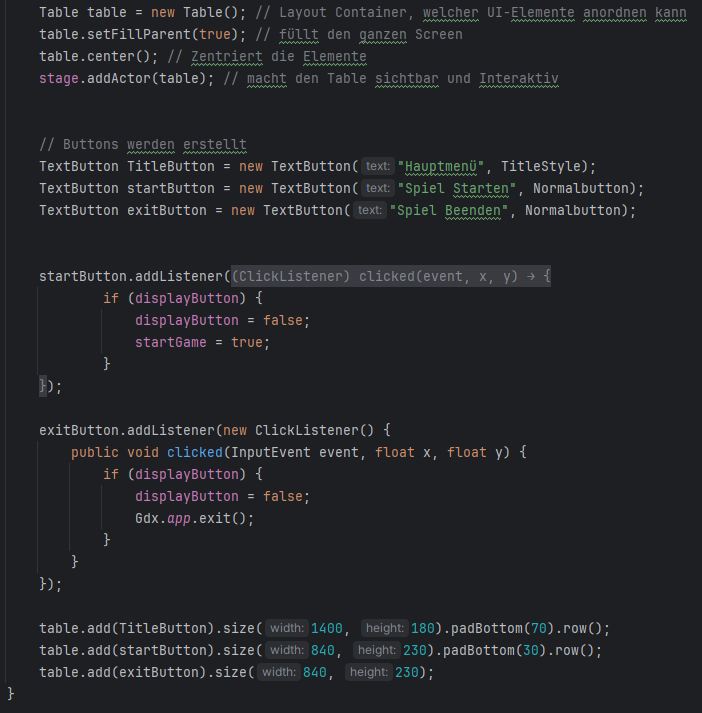 Table table = new Table(); // Layout Container, welcher UI-Elemente anordnen kann
table.setFillParent(true); // füllt den ganzen Screen
table.center(); // Zentriert die Elemente
stage.addActor(table); // macht den Table sichtbar und Interaktiv
// Buttons werden erstellt
TextButton TitleButton = new TextButton( text: "Hauptmenü", TitleStyle);
TextButton startButton = new TextButton( text: "Spiel Starten", Normalbutton);
TextButton exitButton = new TextButton( text: "Spiel Beenden", Normalbutton);
startButton.addListener((ClickListener) clicked(event, x, y) → {
if (displayButton) {
displayButton = false;
startGame = true;
}
});
exitButton.addListener(new ClickListener() {
public void clicked(InputEvent event, float x, float y) {
if (displayButton) {
displayButton = false;
Gdx.app.exit();
}
}
});
table.add(TitleButton).size( width: 1400, height: 180).padBottom(70).row();
table.add(startButton).size( width: 840, height: 230).padBottom(30).row();
table.add(exitButton).size( width: 840, height: 230);
}